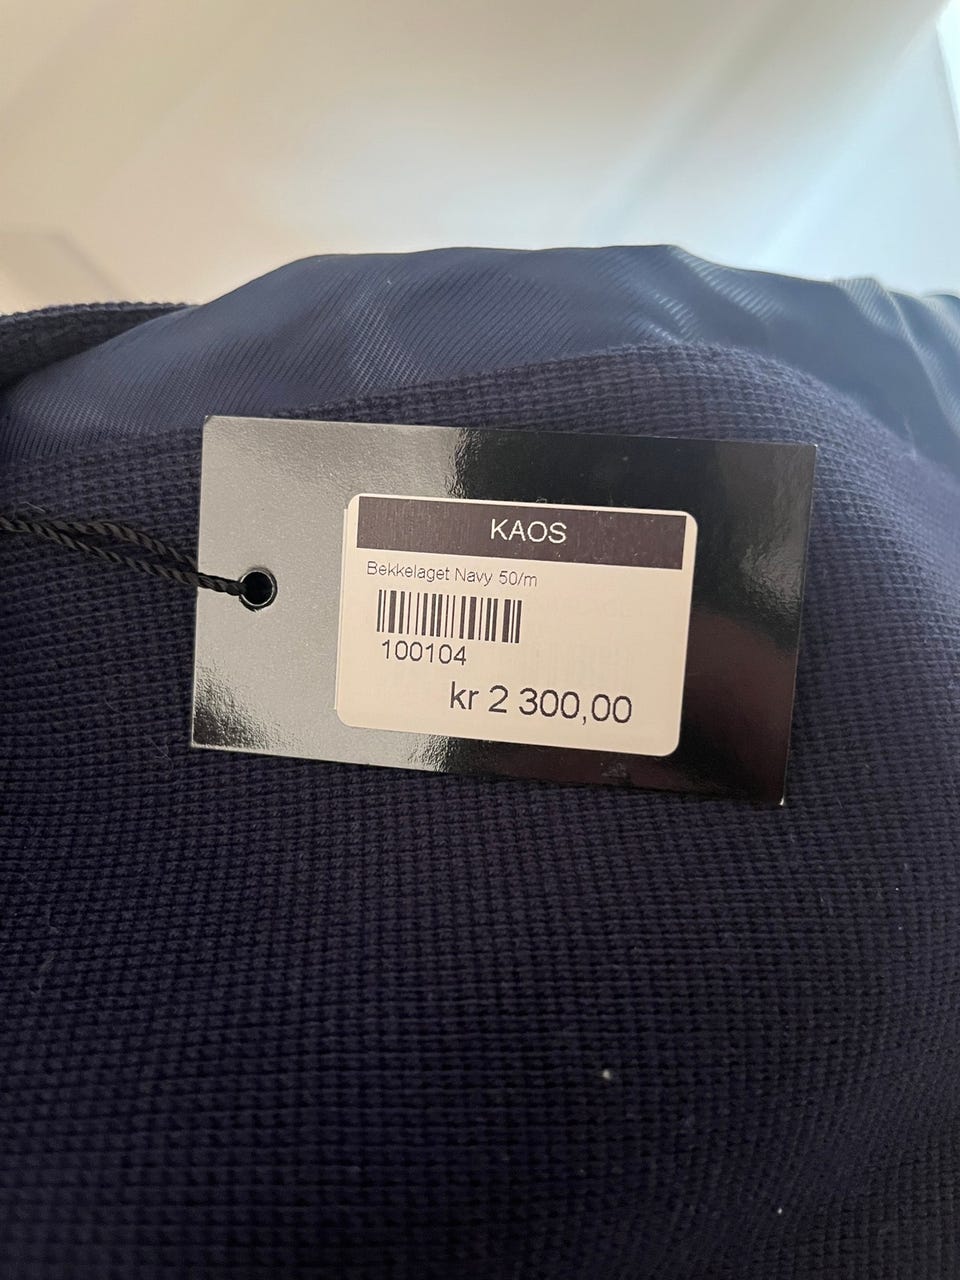 KAOS
Bekkelaget Navy 50/m
100104
kr 2 300,00